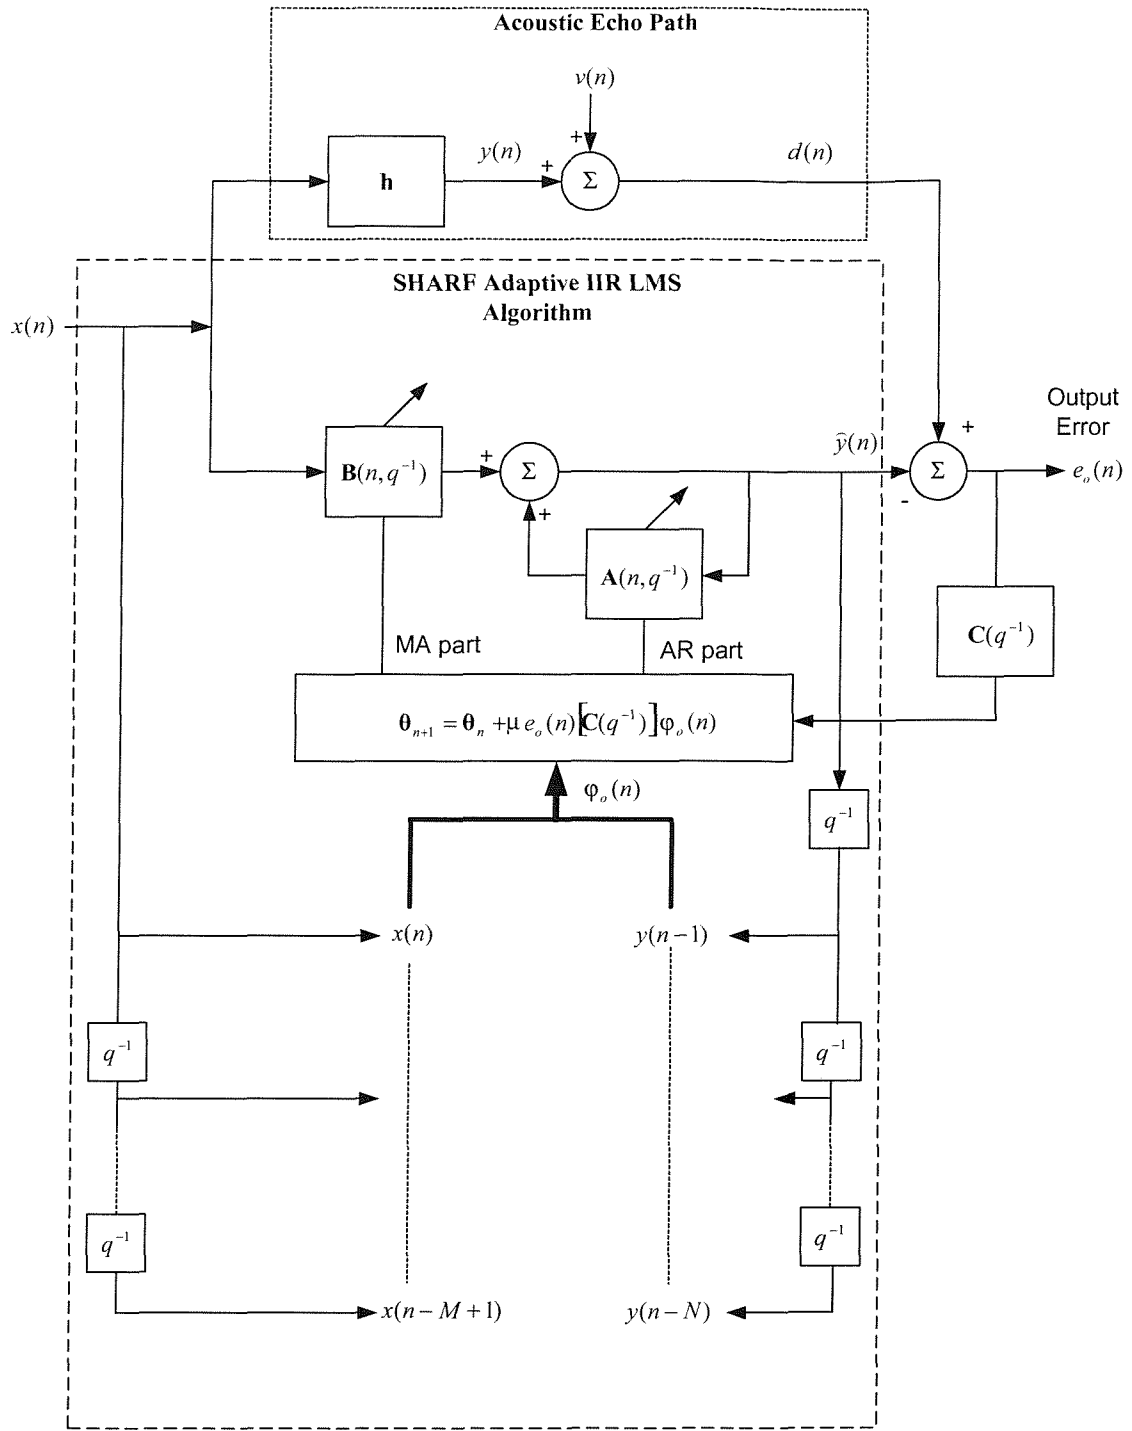 Acoustic Echo Path
v(n)
+
y(n)
+
d(n)
h
Σ
SHARF Adaptive IIR LMS
Algorithm
x(n)
Output
Error
+
ŷ(n)
B(n, q⁻¹)
+
Σ
Σ
eₒ(n)
-
+
A(n, q⁻¹)
C(q⁻¹)
MA part
AR part
θₙ₊₁ = θₙ + μ eₒ(n)[C(q⁻¹)]φₒ(n)
φₒ(n)
q⁻¹
x(n)
y(n−1)
q⁻¹
q⁻¹
q⁻¹
q⁻¹
x(n−M+1)
y(n−N)